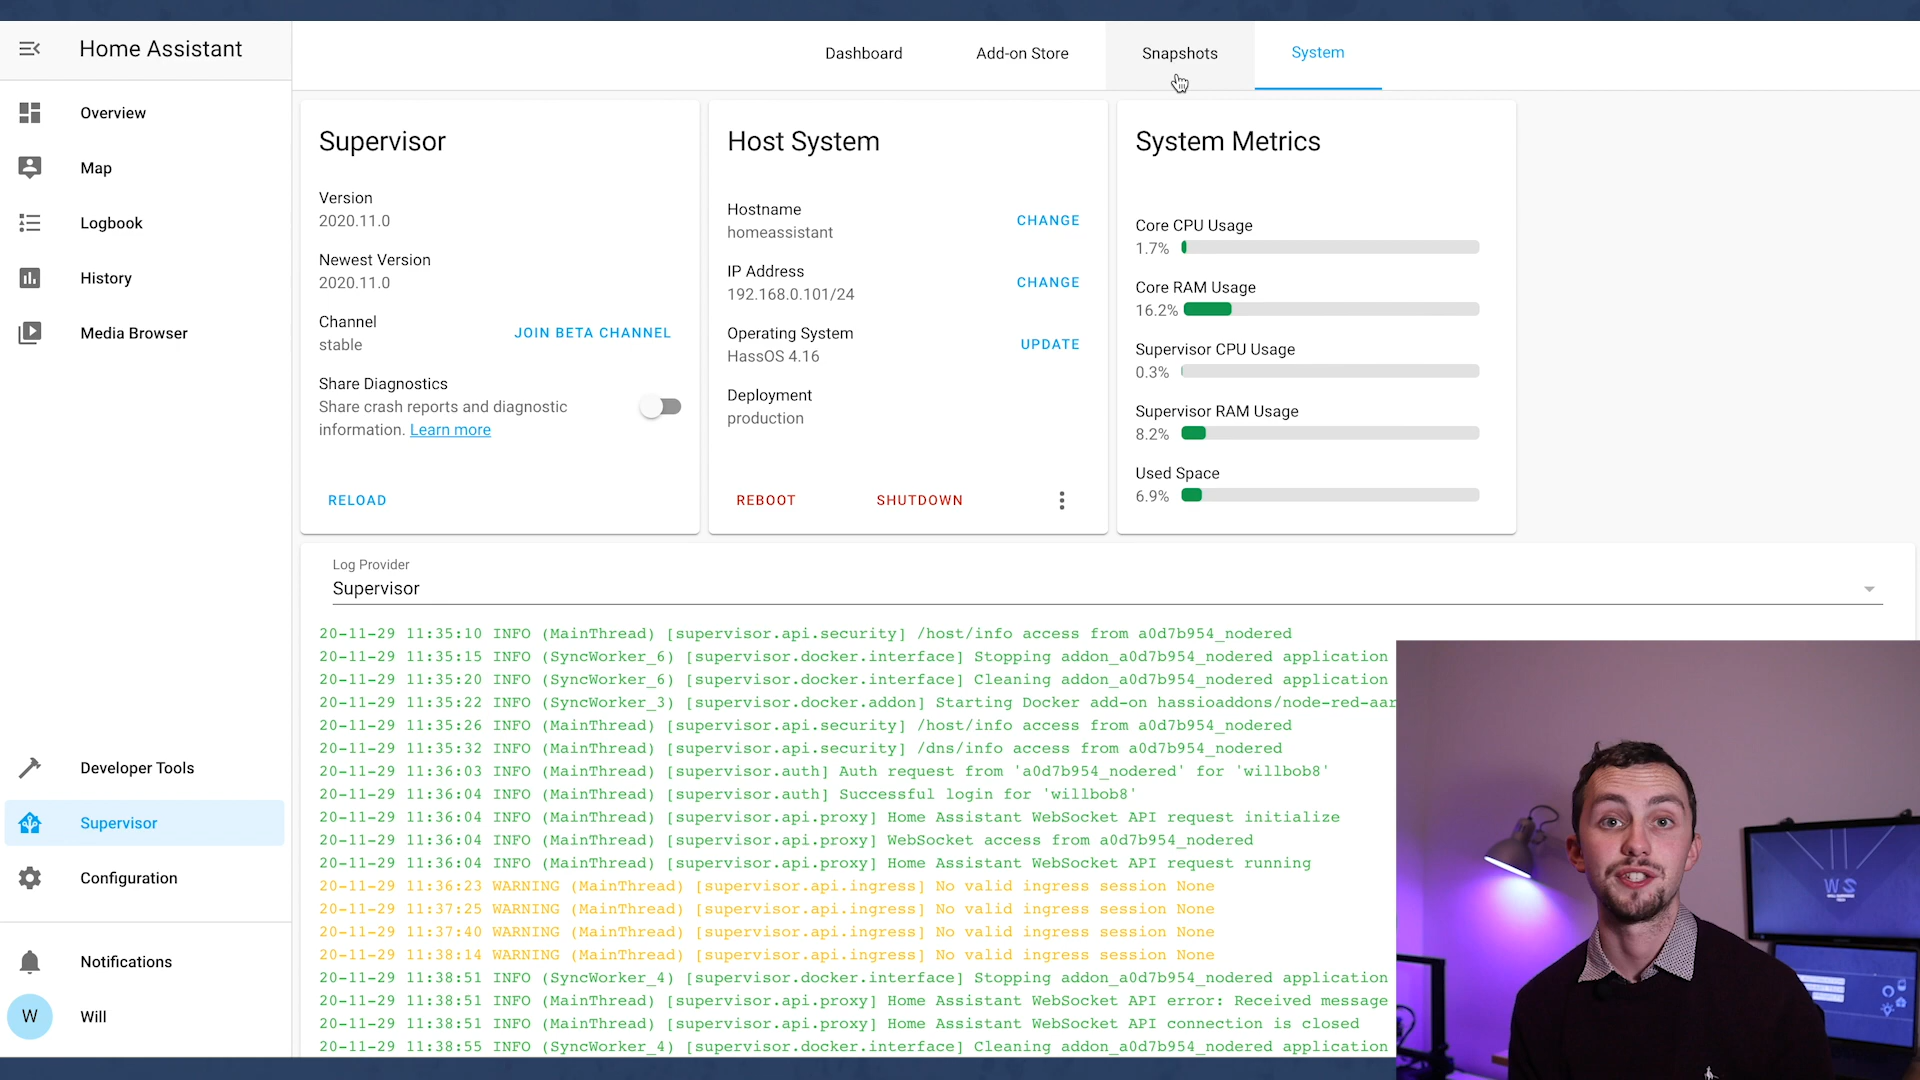 Home Assistant
Dashboard
Add-on Store
Snapshots
System
Overview
Map
Logbook
History
Media Browser
Developer Tools
Supervisor
Configuration
Notifications
W
Will
Supervisor
Version
2020.11.0
Newest Version
2020.11.0
Channel
stable
JOIN BETA CHANNEL
Share Diagnostics
Share crash reports and diagnostic
information. Learn more
RELOAD
Host System
Hostname
homeassistant
CHANGE
IP Address
192.168.0.101/24
CHANGE
Operating System
HassOS 4.16
UPDATE
Deployment
production
REBOOT
SHUTDOWN
System Metrics
Core CPU Usage
1.7%
Core RAM Usage
16.2%
Supervisor CPU Usage
0.3%
Supervisor RAM Usage
8.2%
Used Space
6.9%
Log Provider
Supervisor
20-11-29 11:35:10 INFO (MainThread) [supervisor.api.security] /host/info access from a0d7b954_nodered
20-11-29 11:35:15 INFO (SyncWorker_6) [supervisor.docker.interface] Stopping addon_a0d7b954_nodered application
20-11-29 11:35:20 INFO (SyncWorker_6) [supervisor.docker.interface] Cleaning addon_a0d7b954_nodered application
20-11-29 11:35:22 INFO (SyncWorker_3) [supervisor.docker.addon] Starting Docker add-on hassioaddons/node-red-aar
20-11-29 11:35:26 INFO (MainThread) [supervisor.api.security] /host/info access from a0d7b954_nodered
20-11-29 11:35:32 INFO (MainThread) [supervisor.api.security] /dns/info access from a0d7b954_nodered
20-11-29 11:36:03 INFO (MainThread) [supervisor.auth] Auth request from 'a0d7b954_nodered' for 'willbob8'
20-11-29 11:36:04 INFO (MainThread) [supervisor.auth] Successful login for 'willbob8'
20-11-29 11:36:04 INFO (MainThread) [supervisor.api.proxy] Home Assistant WebSocket API request initialize
20-11-29 11:36:04 INFO (MainThread) [supervisor.api.proxy] WebSocket access from a0d7b954_nodered
20-11-29 11:36:04 INFO (MainThread) [supervisor.api.proxy] Home Assistant WebSocket API request running
20-11-29 11:36:23 WARNING (MainThread) [supervisor.api.ingress] No valid ingress session None
20-11-29 11:37:25 WARNING (MainThread) [supervisor.api.ingress] No valid ingress session None
20-11-29 11:37:40 WARNING (MainThread) [supervisor.api.ingress] No valid ingress session None
20-11-29 11:38:14 WARNING (MainThread) [supervisor.api.ingress] No valid ingress session None
20-11-29 11:38:51 INFO (SyncWorker_4) [supervisor.docker.interface] Stopping addon_a0d7b954_nodered application
20-11-29 11:38:51 INFO (MainThread) [supervisor.api.proxy] Home Assistant WebSocket API error: Received message
20-11-29 11:38:51 INFO (MainThread) [supervisor.api.proxy] Home Assistant WebSocket API connection is closed
20-11-29 11:38:55 INFO (SyncWorker_4) [supervisor.docker.interface] Cleaning addon_a0d7b954_nodered application
WS